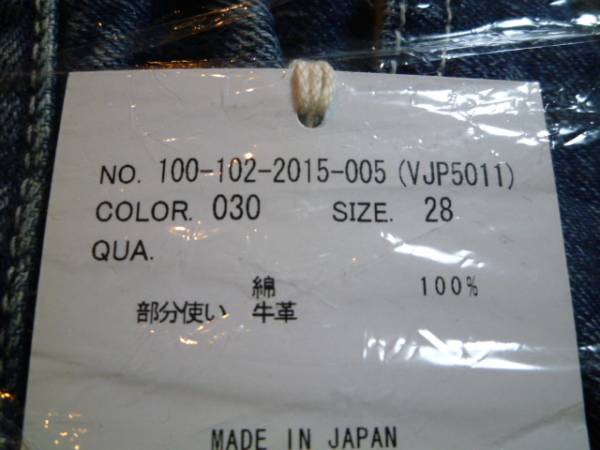 NO. 100-102-2015-005 (VJP5011)
COLOR. 030 SIZE. 28
QUA.
綿 100%
部分使い 牛革
MADE IN JAPAN